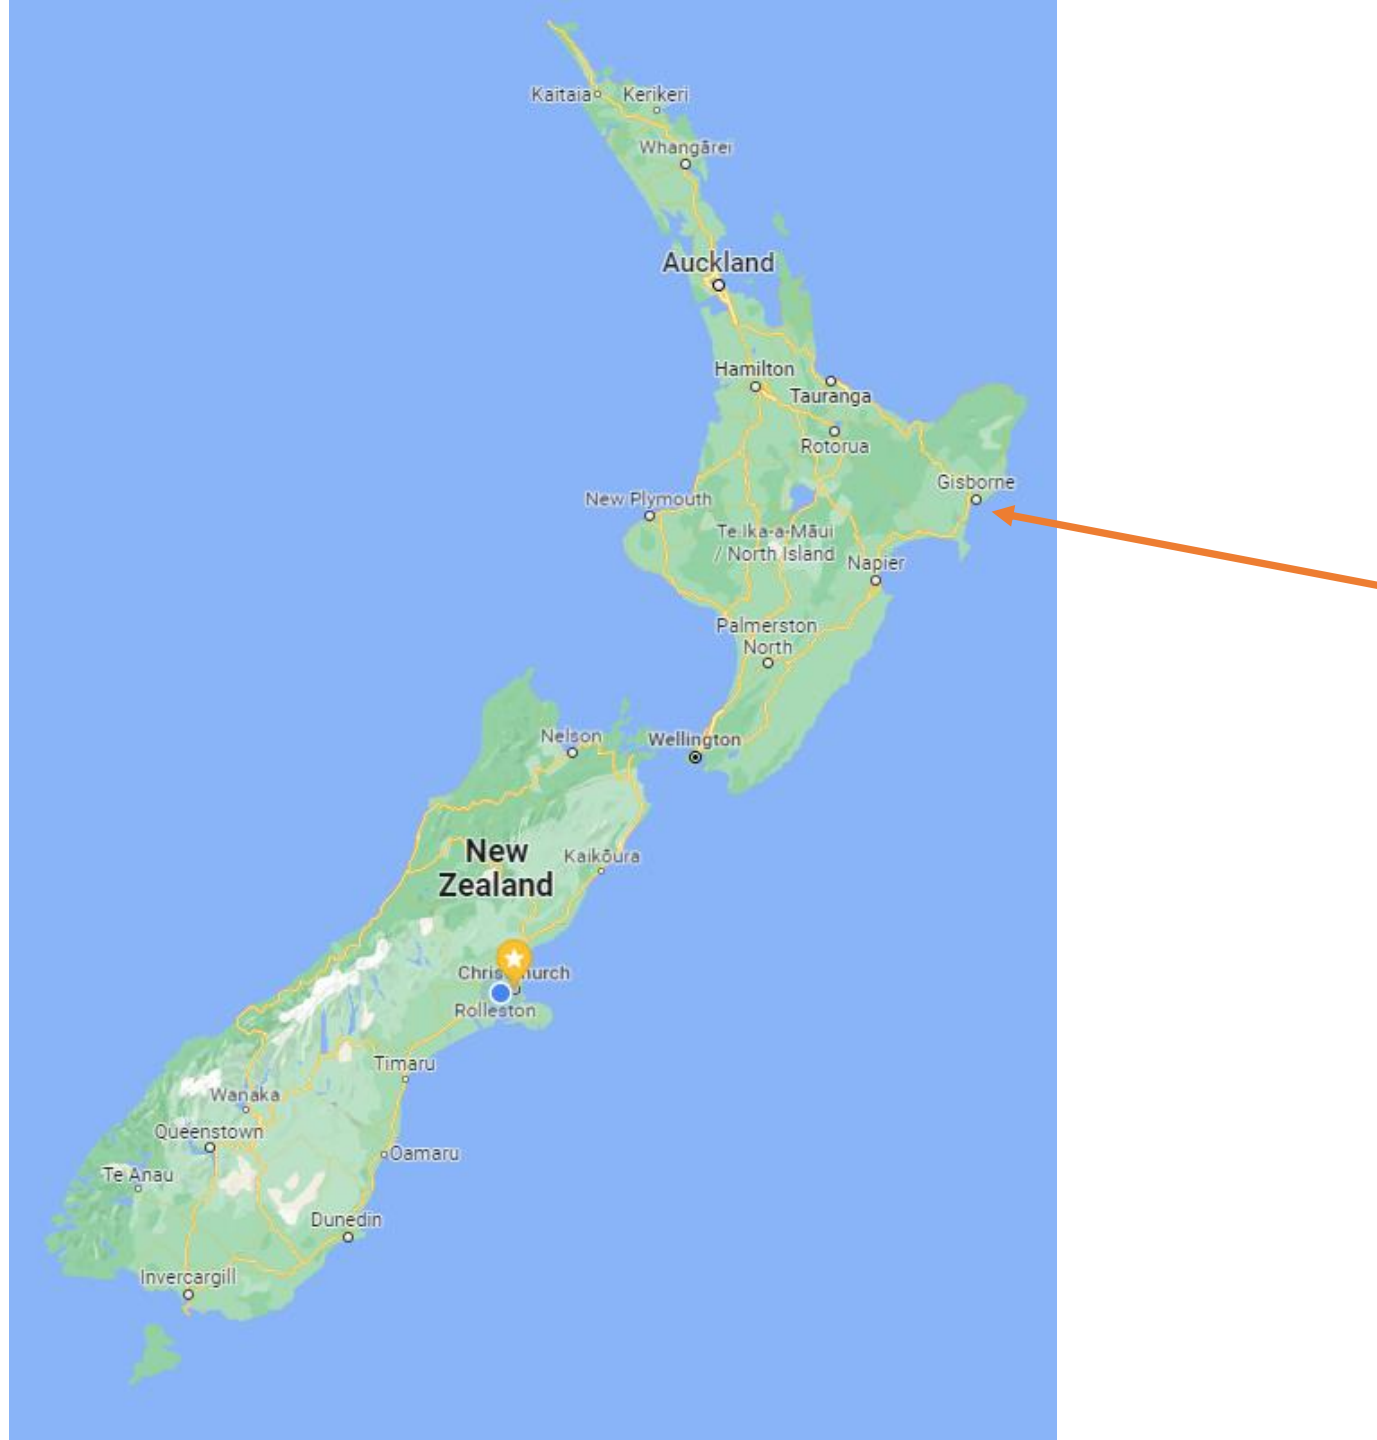 Kaitaia
Kerikeri
Whangārei
Auckland
Hamilton
Tauranga
Rotorua
Gisborne
New Plymouth
Te Ika-a-Māui
/ North Island
Napier
Palmerston
North
Nelson
Wellington
New
Zealand
Kaikōura
Rolleston
Timaru
Wanaka
Queenstown
Oamaru
Te Anau
Dunedin
Invercargill